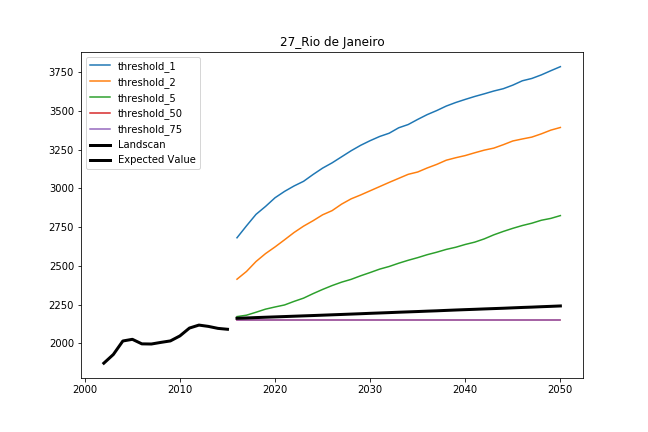 27_Rio de Janeiro
threshold_1
threshold_2
threshold_5
threshold_50
threshold_75
Landscan
Expected Value
3750
3500
3250
3000
2750
2500
2250
2000
2000 2010 2020 2030 2040 2050